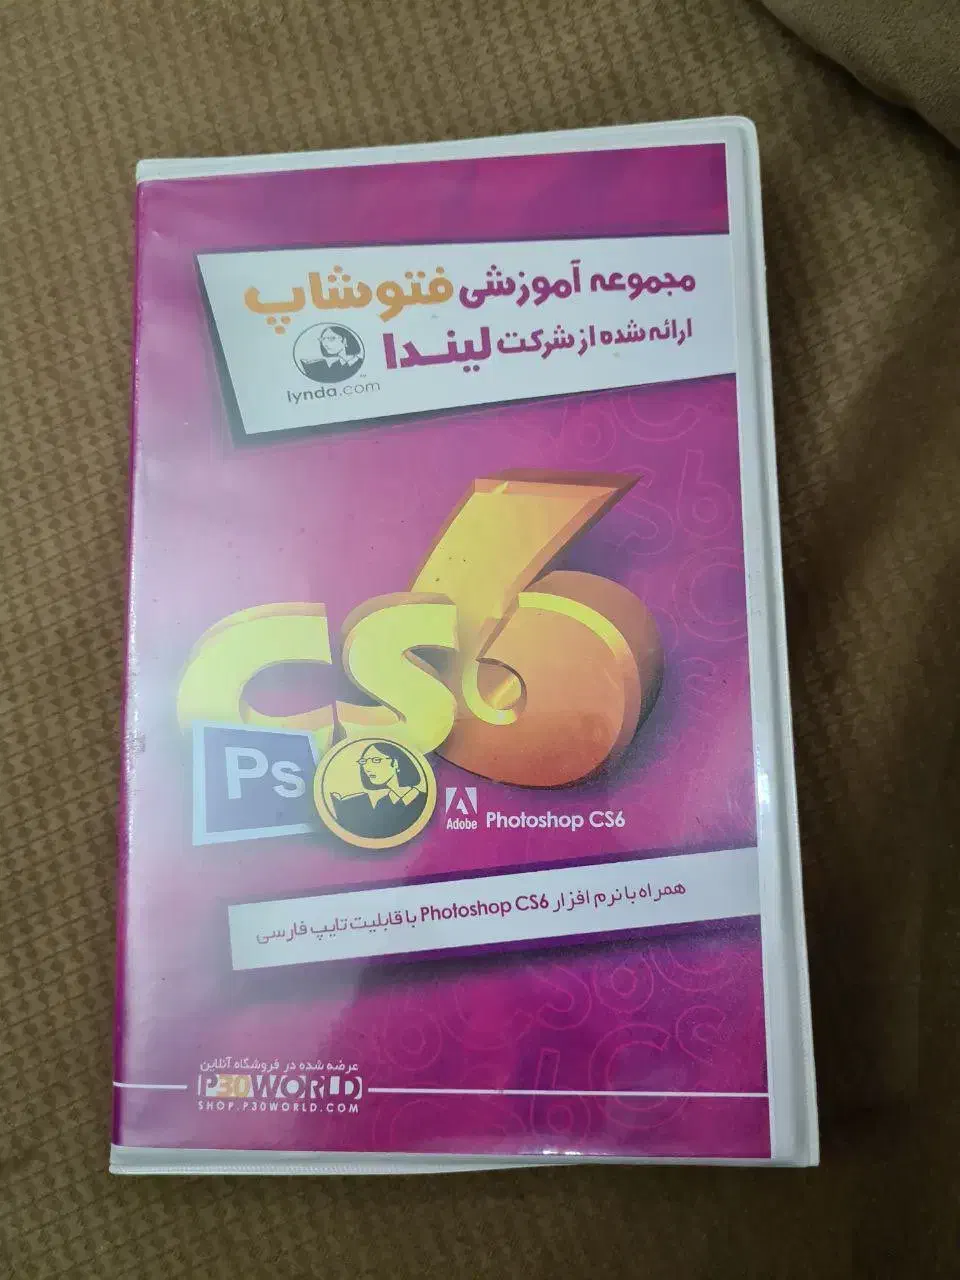 مجموعه آموزشی فتوشاپ
ارائه شده از شرکت لیندا
lynda.com
CS6
Ps
Adobe Photoshop CS6
همراه با نرم افزار Photoshop CS6 با قابلیت تایپ فارسی
عرضه شده در فروشگاه آنلاین
P30WORLD
SHOP.P30WORLD.COM